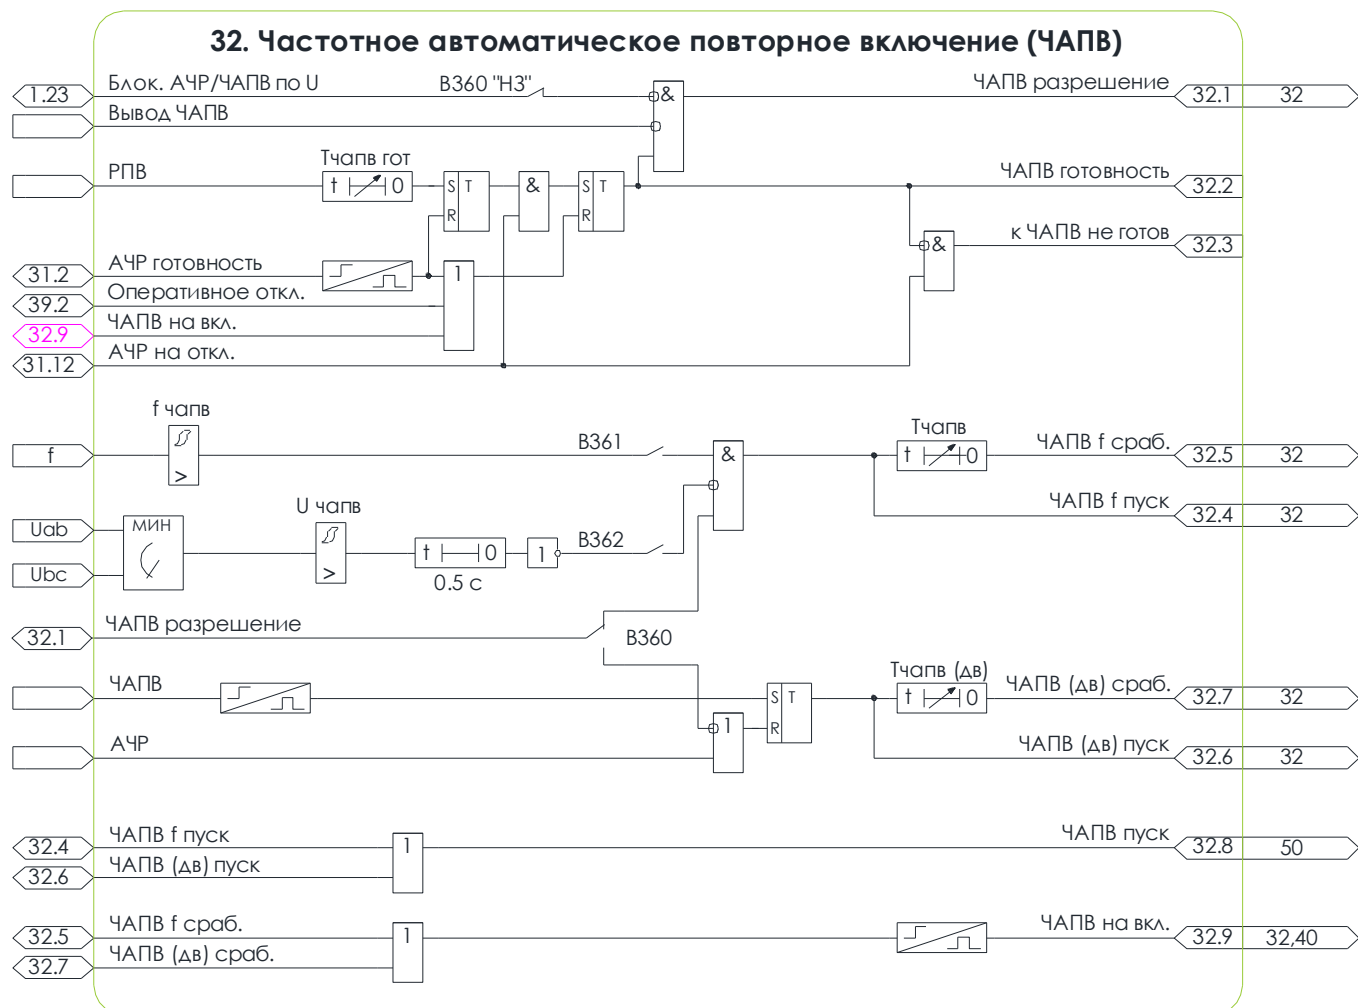 32. Частотное автоматическое повторное включение (ЧАПВ)
1.23 Блок. АЧР/ЧАПВ по U В360 "НЗ" & ЧАПВ разрешение 32.1 32
Вывод ЧАПВ
Тчапв гот
РПВ ЧАПВ готовность
t 0 S T & S T 32.2
R R
к ЧАПВ не готов
& 32.3
31.2 АЧР готовность 1
39.2 Оперативное откл.
32.9 ЧАПВ на вкл.
31.12 АЧР на откл.
f чапв Тчапв
f > В361 & t 0 ЧАПВ f сраб. 32.5 32
ЧАПВ f пуск 32.4 32
U чапв
Uab МИН
> t 0 1 В362
Ubc 0.5 с
32.1 ЧАПВ разрешение В360
Тчапв (дв)
ЧАПВ S T t 0 ЧАПВ (дв) сраб. 32.7 32
1 R
АЧР ЧАПВ (дв) пуск 32.6 32
32.4 ЧАПВ f пуск 1 ЧАПВ пуск 32.8 50
32.6 ЧАПВ (дв) пуск
32.5 ЧАПВ f сраб. 1 ЧАПВ на вкл. 32.9 32,40
32.7 ЧАПВ (дв) сраб.